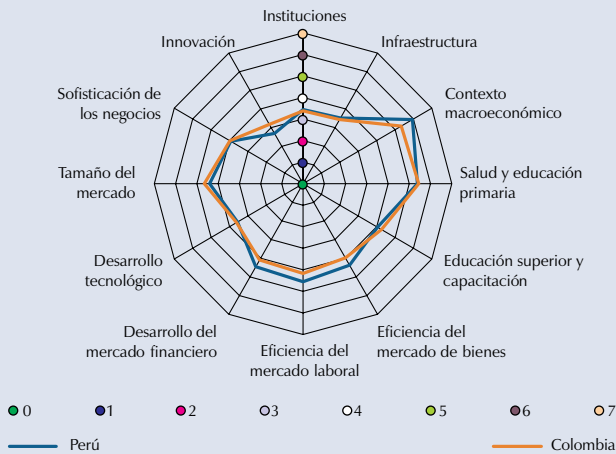 Instituciones
Innovación
Infraestructura
Sofisticación de
los negocios
Contexto
macroeconómico
Tamaño del
mercado
Salud y educación
primaria
Desarrollo
tecnológico
Educación superior y
capacitación
Desarrollo del
mercado financiero
Eficiencia del
mercado laboral
Eficiencia del
mercado de bienes
0 1 2 3 4 5 6 7
Perú Colombia